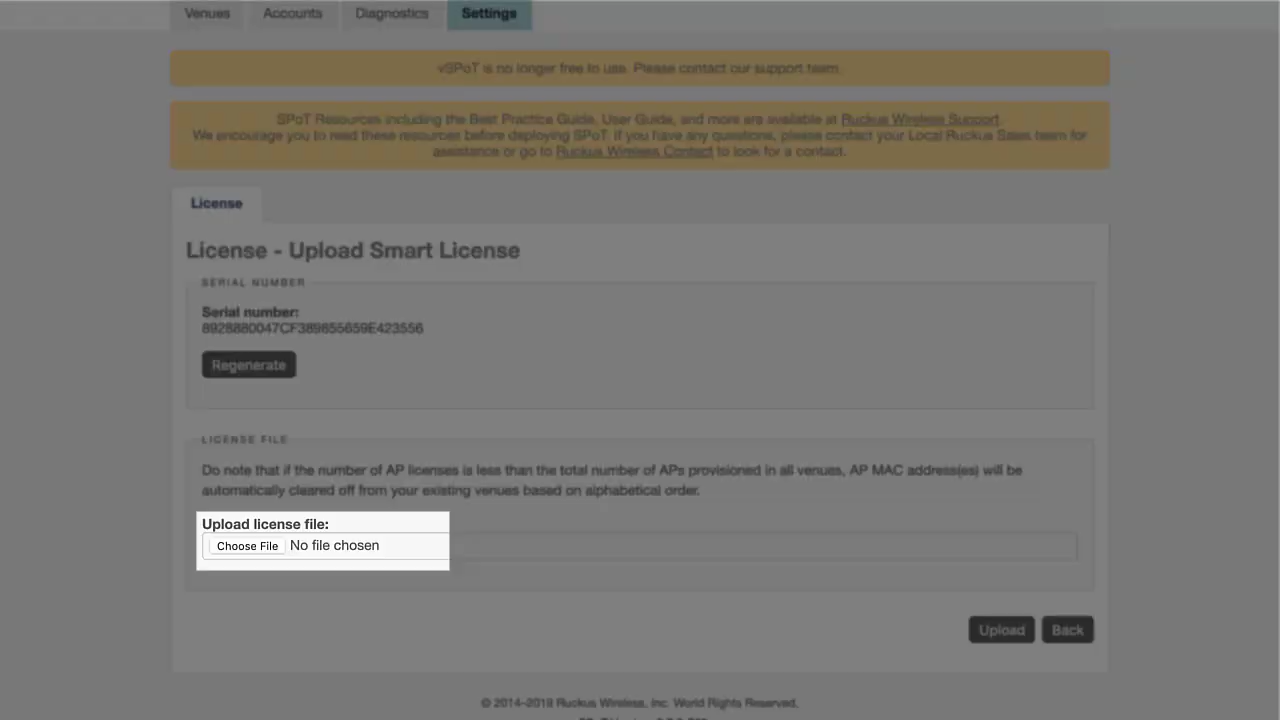 Venues
Accounts
Diagnostics
Settings
vSPoT is no longer free to use. Please contact our support team.
SPoT Resources including the Best Practice Guide, User Guide, and more are available at Ruckus Wireless Support.
We encourage you to read these resources before deploying SPoT. If you have any questions, please contact your Local Ruckus Sales team for
assistance or go to Ruckus Wireless Contact to look for a contact.
License
License - Upload Smart License
SERIAL NUMBER
Serial number:
8928880047CF389855659E423556
Regenerate
LICENSE FILE
Do note that if the number of AP licenses is less than the total number of APs provisioned in all venues, AP MAC address(es) will be
automatically cleared off from your existing venues based on alphabetical order.
Upload license file:
Choose File No file chosen
Upload
Back
© 2014-2019 Ruckus Wireless, Inc. World Rights Reserved.